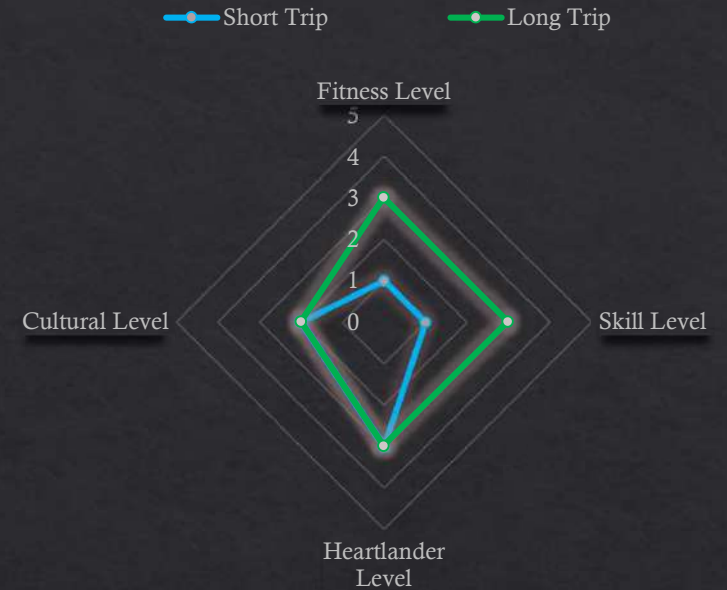 Short Trip
Long Trip
Fitness Level
5
4
3
2
1
0
Cultural Level
Skill Level
Heartlander
Level